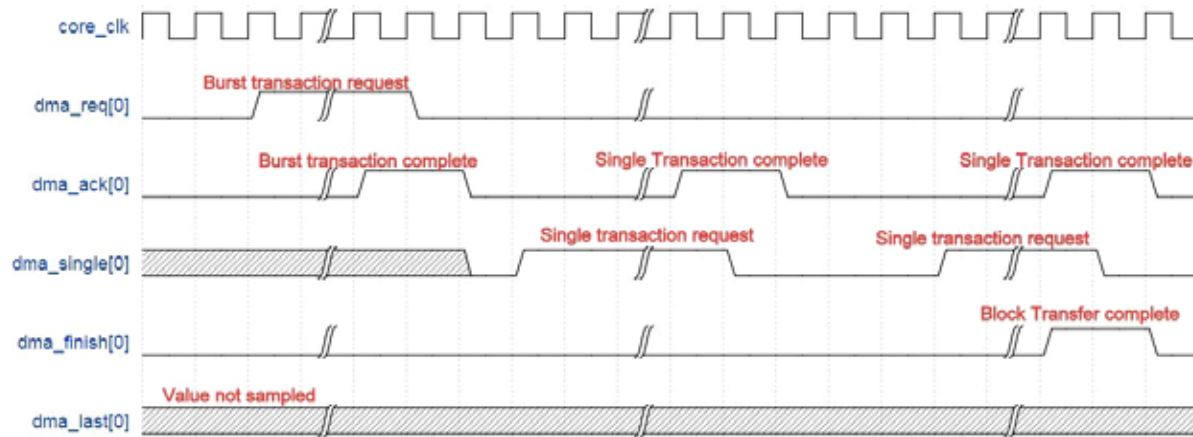 core_clk
Burst transaction request
dma_req[0]
Burst transaction complete
Single Transaction complete
Single Transaction complete
dma_ack[0]
Single transaction request
Single transaction request
dma_single[0]
Block Transfer complete
dma_finish[0]
Value not sampled
dma_last[0]